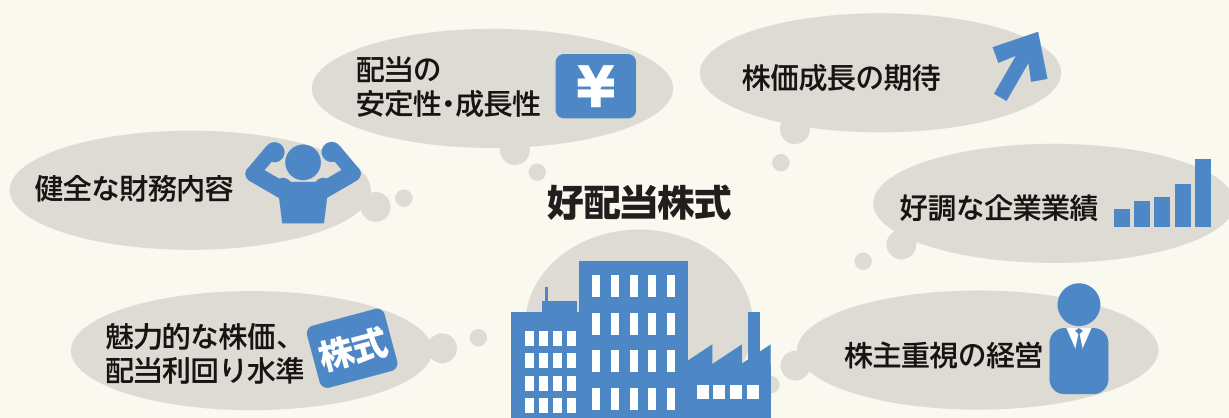 配当の
安定性・成長性
¥
株価成長の期待
健全な財務内容
好配当株式
好調な企業業績
魅力的な株価、
配当利回り水準
株式
株主重視の経営